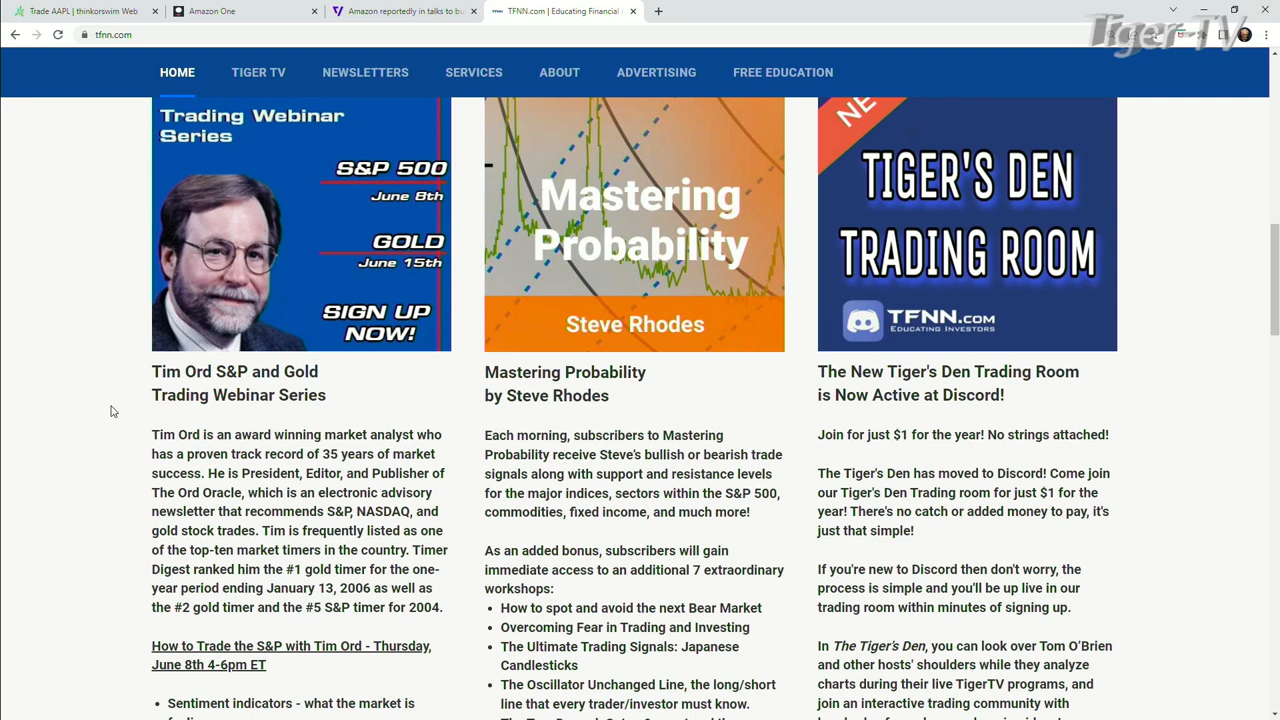 Trade AAPL | thinkorswim Web
Amazon One
Amazon reportedly in talks to bu
TFNN.com | Educating Financial I
tfnn.com
Tiger TV
HOME
TIGER TV
NEWSLETTERS
SERVICES
ABOUT
ADVERTISING
FREE EDUCATION
Trading Webinar
Series
S&P 500
June 8th
GOLD
June 15th
SIGN UP
NOW!
Tim Ord S&P and Gold
Trading Webinar Series
Tim Ord is an award winning market analyst who
has a proven track record of 35 years of market
success. He is President, Editor, and Publisher of
The Ord Oracle, which is an electronic advisory
newsletter that recommends S&P, NASDAQ, and
gold stock trades. Tim is frequently listed as one
of the top-ten market timers in the country. Timer
Digest ranked him the #1 gold timer for the one-
year period ending January 13, 2006 as well as
the #2 gold timer and the #5 S&P timer for 2004.
How to Trade the S&P with Tim Ord - Thursday,
June 8th 4-6pm ET
• Sentiment indicators - what the market is
Mastering
Probability
Steve Rhodes
Mastering Probability
by Steve Rhodes
Each morning, subscribers to Mastering
Probability receive Steve's bullish or bearish trade
signals along with support and resistance levels
for the major indices, sectors within the S&P 500,
commodities, fixed income, and much more!
As an added bonus, subscribers will gain
immediate access to an additional 7 extraordinary
workshops:
• How to spot and avoid the next Bear Market
• Overcoming Fear in Trading and Investing
• The Ultimate Trading Signals: Japanese
Candlesticks
• The Oscillator Unchanged Line, the long/short
line that every trader/investor must know.
NE
TIGER'S DEN
TRADING ROOM
TFNN.COM
EDUCATING INVESTORS
The New Tiger's Den Trading Room
is Now Active at Discord!
Join for just $1 for the year! No strings attached!
The Tiger's Den has moved to Discord! Come join
our Tiger's Den Trading room for just $1 for the
year! There's no catch or added money to pay, it's
just that simple!
If you're new to Discord then don't worry, the
process is simple and you'll be up live in our
trading room within minutes of signing up.
In The Tiger's Den, you can look over Tom O'Brien
and other hosts' shoulders while they analyze
charts during their live TigerTV programs, and
join an interactive trading community with